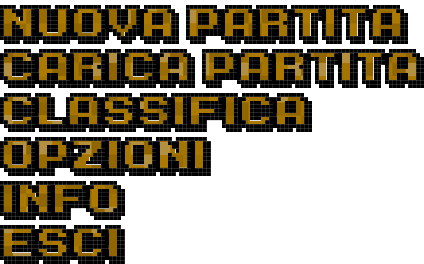 NUOVA PARTITA
CARICA PARTITA
CLASSIFICA
OPZIONI
INFO
ESCI